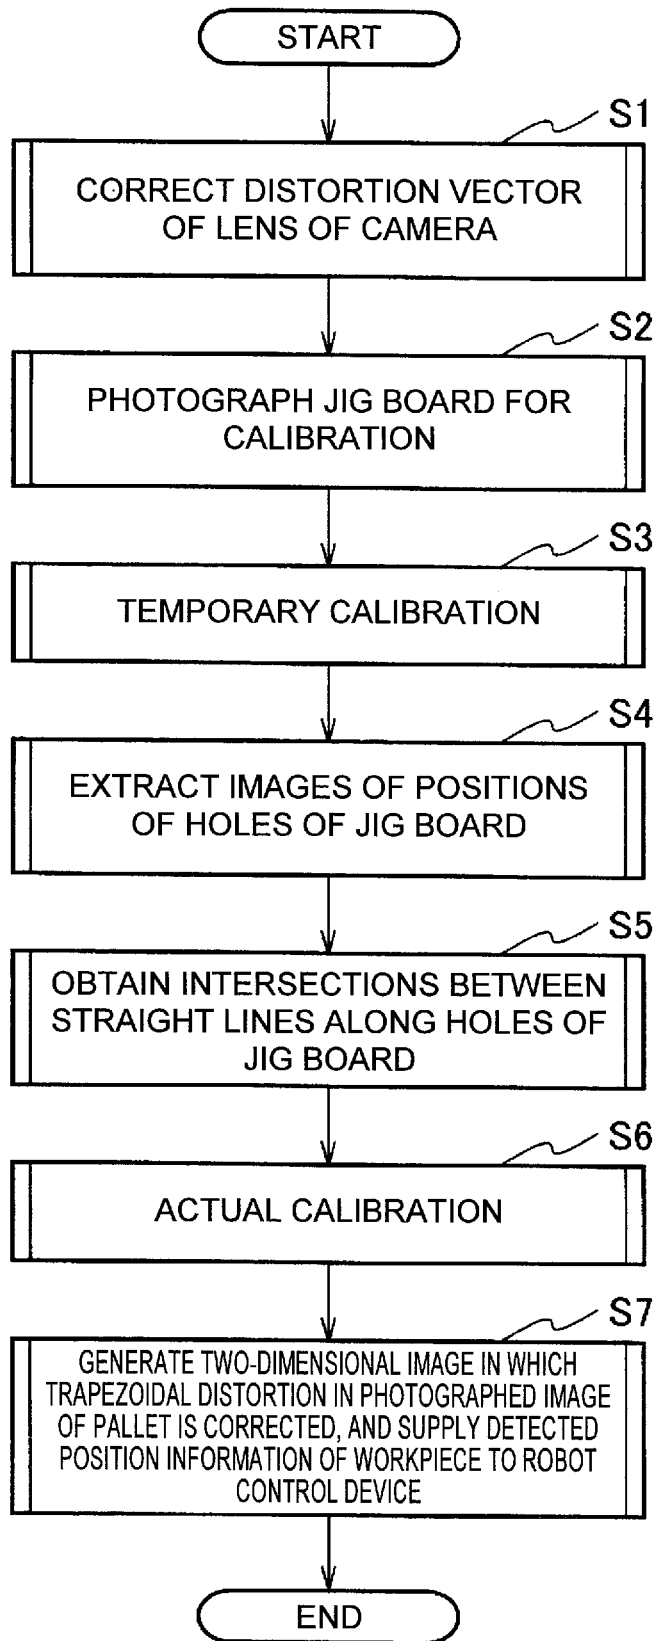 START
S1
CORRECT DISTORTION VECTOR
OF LENS OF CAMERA
S2
PHOTOGRAPH JIG BOARD FOR
CALIBRATION
S3
TEMPORARY CALIBRATION
S4
EXTRACT IMAGES OF POSITIONS
OF HOLES OF JIG BOARD
S5
OBTAIN INTERSECTIONS BETWEEN
STRAIGHT LINES ALONG HOLES OF
JIG BOARD
S6
ACTUAL CALIBRATION
S7
GENERATE TWO-DIMENSIONAL IMAGE IN WHICH
TRAPEZOIDAL DISTORTION IN PHOTOGRAPHED IMAGE
OF PALLET IS CORRECTED, AND SUPPLY DETECTED
POSITION INFORMATION OF WORKPIECE TO ROBOT
CONTROL DEVICE
END